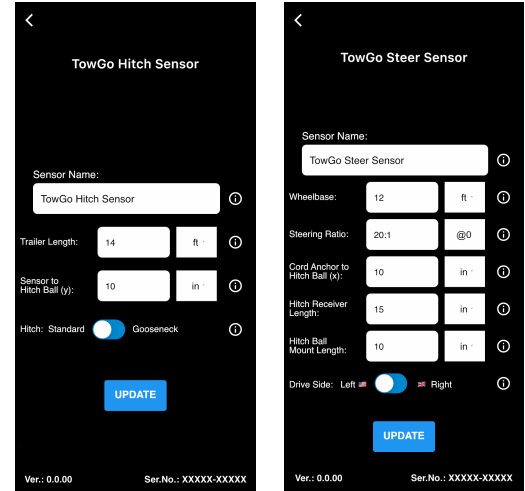 TowGo Hitch Sensor
Sensor Name:
TowGo Hitch Sensor
Trailer Length: 14 ft
Sensor to
Hitch Ball (y): 10 in
Hitch: Standard Gooseneck
UPDATE
Ver.: 0.0.00 Ser.No.: XXXXX-XXXXX
TowGo Steer Sensor
Sensor Name:
TowGo Steer Sensor
Wheelbase: 12 ft
Steering Ratio: 20:1 @0
Cord Anchor to
Hitch Ball (x): 10 in
Hitch Receiver
Length: 15 in
Hitch Ball
Mount Length: 10 in
Drive Side: Left Right
UPDATE
Ver.: 0.0.00 Ser.No.: XXXXX-XXXXX